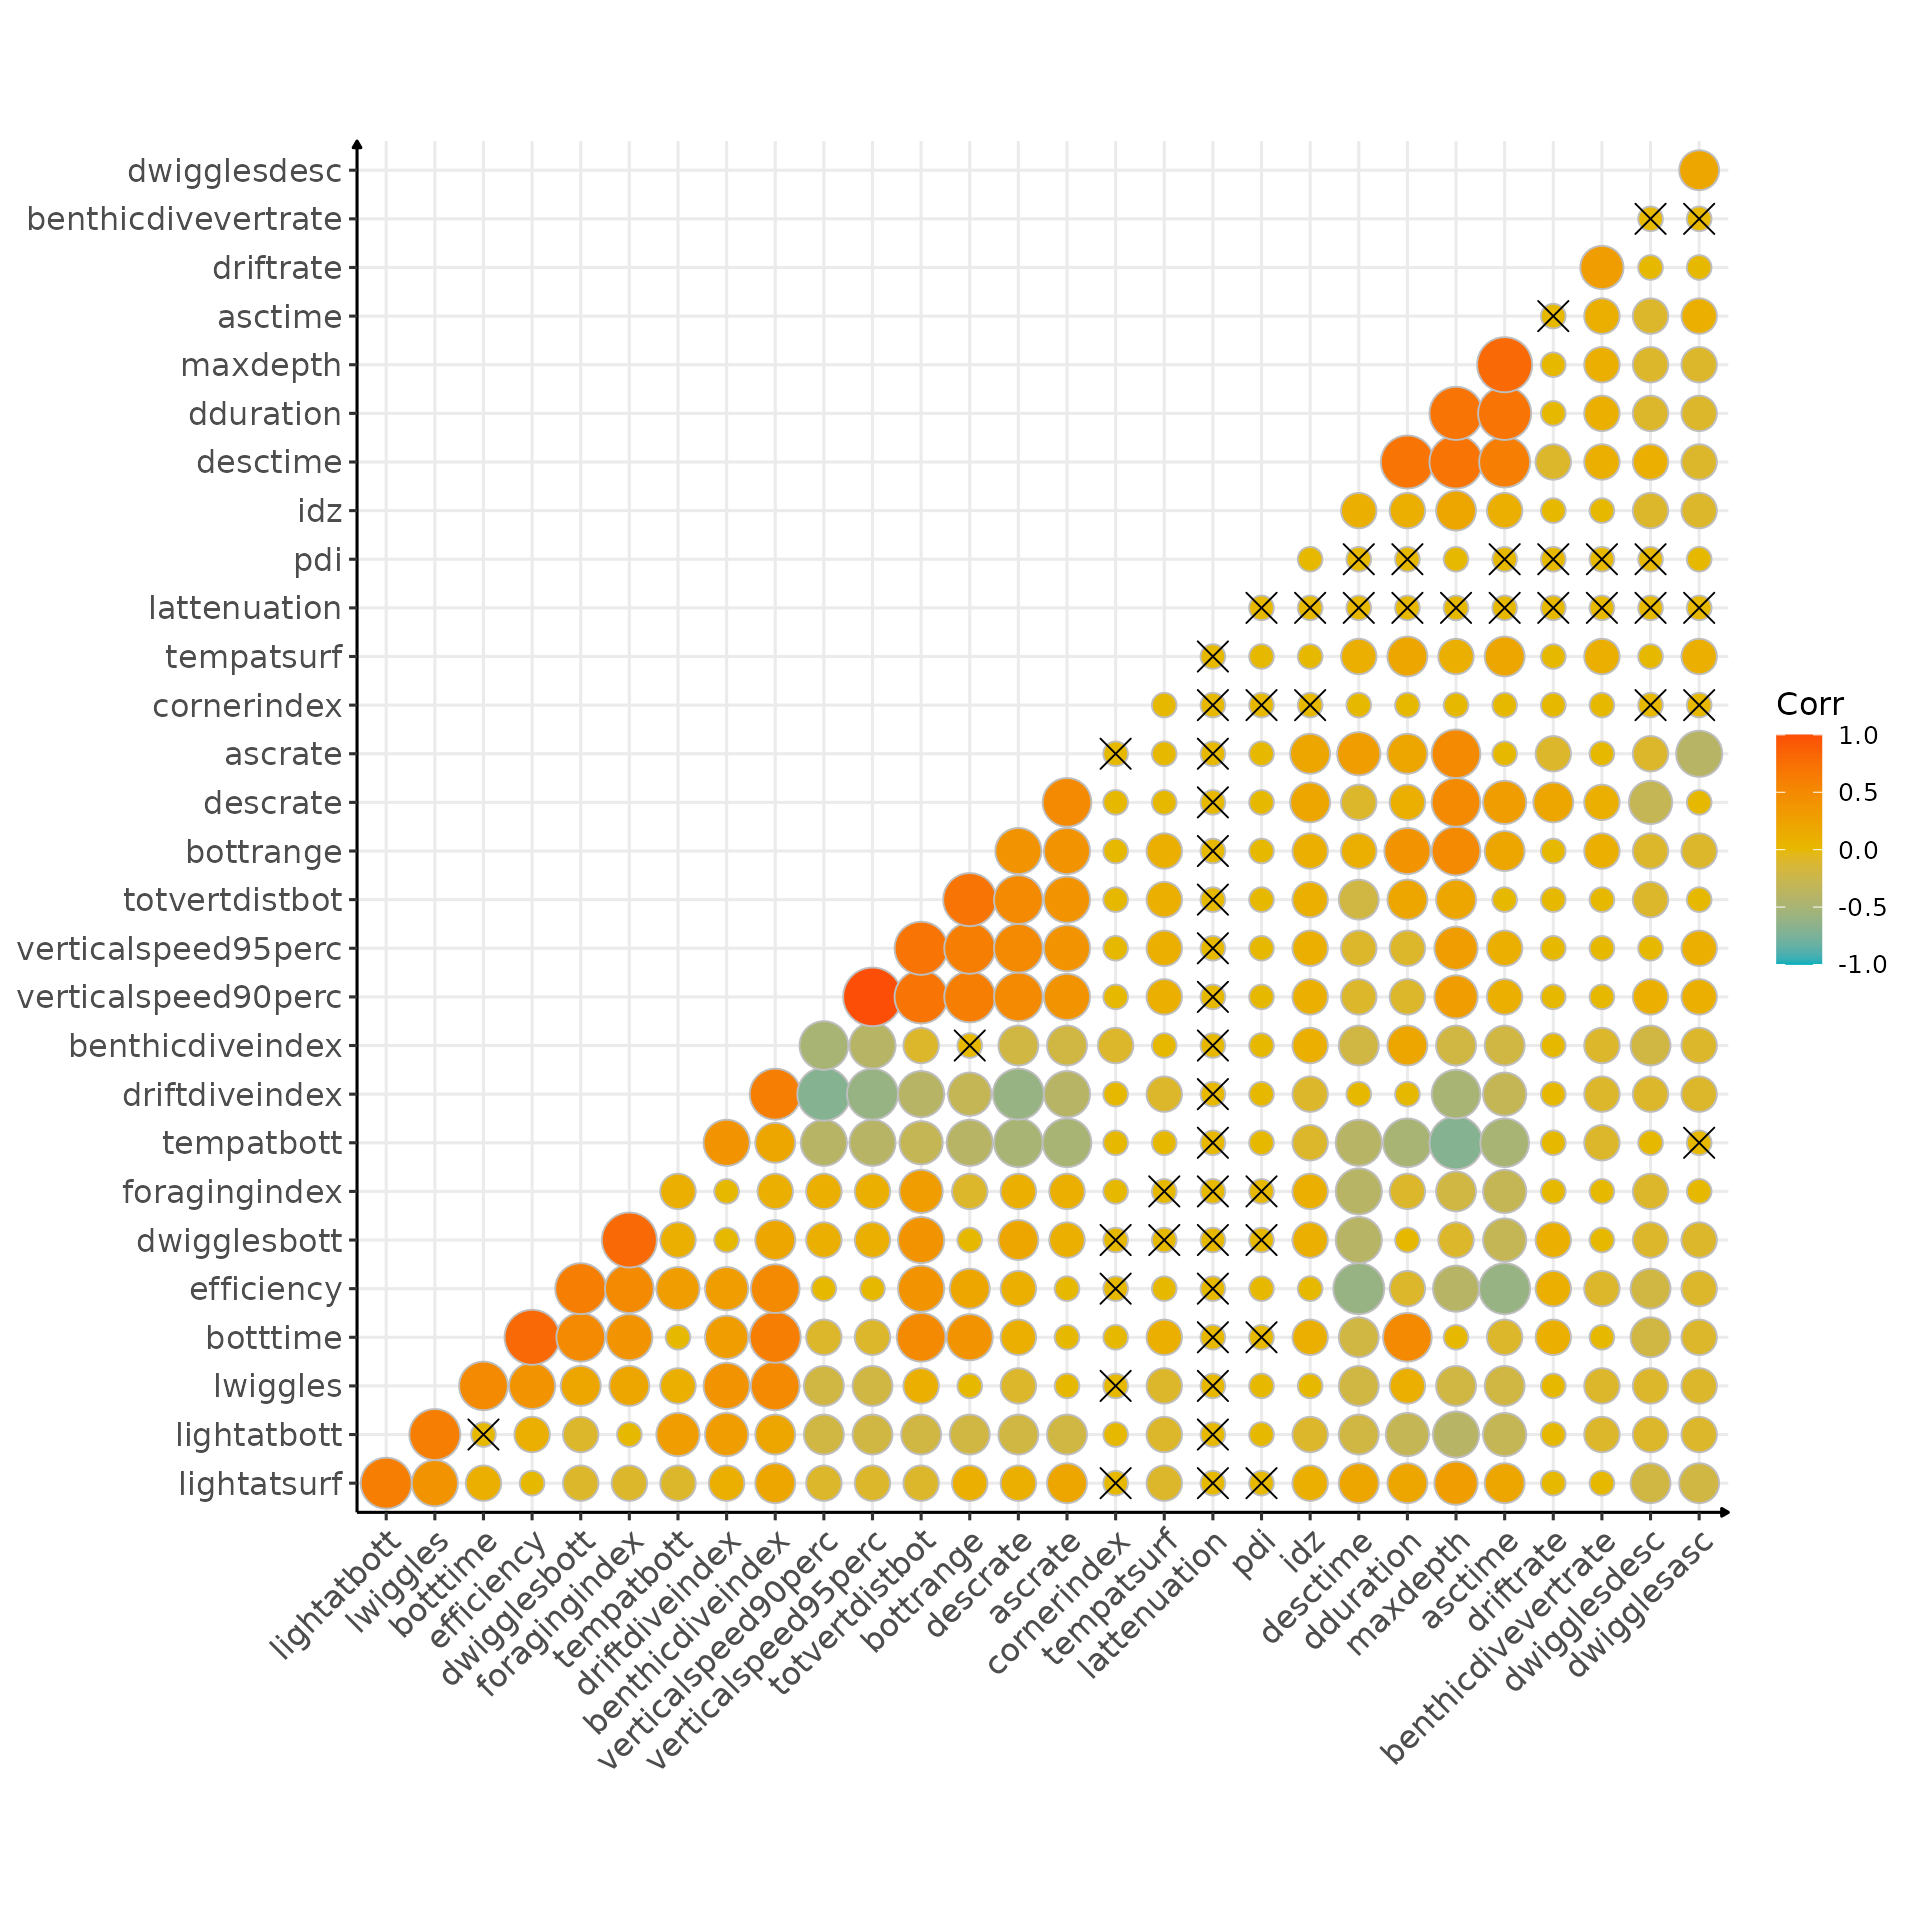 dwigglesdesc
benthicdivevertrate
driftrate
asctime
maxdepth
dduration
desctime
idz
pdi
lattenuation
tempatsurf
cornerindex
ascrate
descrate
bottrange
totvertdistbot
verticalspeed95perc
verticalspeed90perc
benthicdiveindex
driftdiveindex
tempatbott
foragingindex
dwigglesbott
efficiency
botttime
lwiggles
lightatbott
lightatsurf
lightatbott
lwiggles
botttime
efficiency
dwigglesbott
foragingindex
tempatbott
driftdiveindex
benthicdiveindex
verticalspeed90perc
verticalspeed95perc
totvertdistbot
bottrange
descrate
ascrate
cornerindex
tempatsurf
lattenuation
pdi
idz
desctime
dduration
maxdepth
asctime
driftrate
benthicdivevertrate
dwigglesdesc
dwigglesasc
Corr
1.0
0.5
0.0
-0.5
-1.0